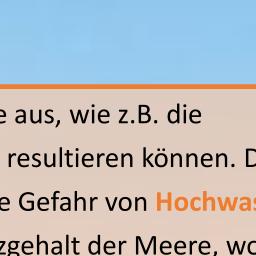 e aus, wie z.B. die
resultieren können. D
e Gefahr von Hochwas
zgehalt der Meere, wo